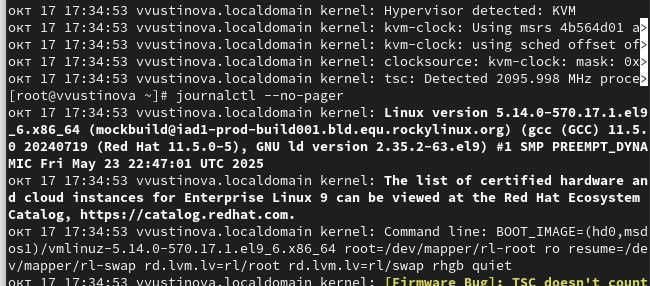 окт 17 17:34:53 vvustinova.localdomain kernel: Hypervisor detected: KVM
окт 17 17:34:53 vvustinova.localdomain kernel: kvm-clock: Using msrs 4b564d01 a>
окт 17 17:34:53 vvustinova.localdomain kernel: kvm-clock: using sched offset of>
окт 17 17:34:53 vvustinova.localdomain kernel: clocksource: kvm-clock: mask: 0x>
окт 17 17:34:53 vvustinova.localdomain kernel: tsc: Detected 2095.998 MHz proce>
[root@vvustinova ~]# journalctl --no-pager
окт 17 17:34:53 vvustinova.localdomain kernel: Linux version 5.14.0-570.17.1.el9
_6.x86_64 (mockbuild@iad1-prod-build001.bld.equ.rockylinux.org) (gcc (GCC) 11.5.
0 20240719 (Red Hat 11.5.0-5), GNU ld version 2.35.2-63.el9) #1 SMP PREEMPT_DYNA
MIC Fri May 23 22:47:01 UTC 2025
окт 17 17:34:53 vvustinova.localdomain kernel: The list of certified hardware an
d cloud instances for Enterprise Linux 9 can be viewed at the Red Hat Ecosystem
Catalog, https://catalog.redhat.com.
окт 17 17:34:53 vvustinova.localdomain kernel: Command line: BOOT_IMAGE=(hd0,msd
os1)/vmlinuz-5.14.0-570.17.1.el9_6.x86_64 root=/dev/mapper/rl-root ro resume=/de
v/mapper/rl-swap rd.lvm.lv=rl/root rd.lvm.lv=rl/swap rhgb quiet
окт 17 17:34:53 vvustinova.localdomain kernel: [Firmware Bug]: TSC doesn't count